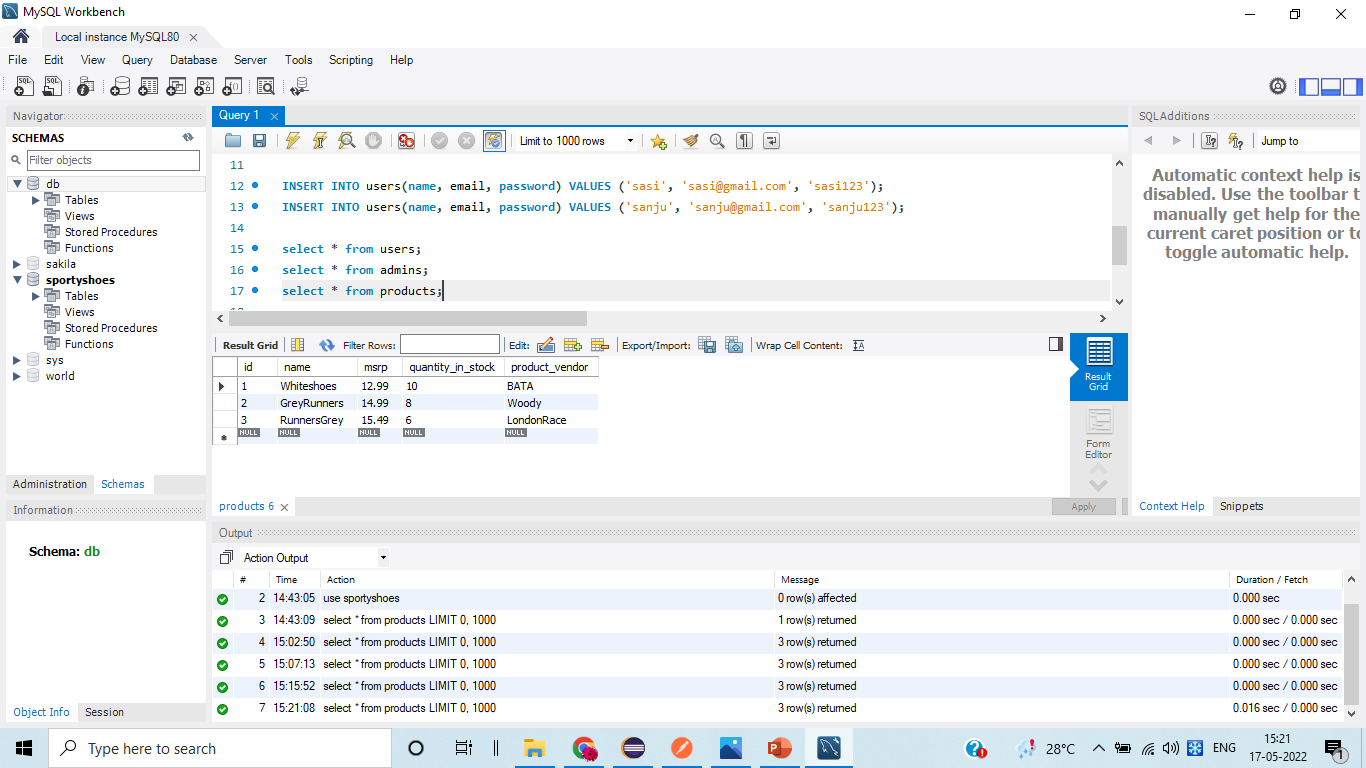 MySQL Workbench
Local instance MySQL80
File Edit View Query Database Server Tools Scripting Help
Navigator
SCHEMAS
Filter objects
db
Tables
Views
Stored Procedures
Functions
sakila
sportyshoes
Tables
Views
Stored Procedures
Functions
sys
world
Administration Schemas
Information
Schema: db
Object Info Session
Query 1
Limit to 1000 rows
11
12 INSERT INTO users(name, email, password) VALUES ('sasi', 'sasi@gmail.com', 'sasi123');
13 INSERT INTO users(name, email, password) VALUES ('sanju', 'sanju@gmail.com', 'sanju123');
14
15 select * from users;
16 select * from admins;
17 select * from products;
Result Grid Filter Rows: Edit: Export/Import: Wrap Cell Content:
id name msrp quantity_in_stock product_vendor
1 Whiteshoes 12.99 10 BATA
2 GreyRunners 14.99 8 Woody
3 RunnersGrey 15.49 6 LondonRace
NULL NULL NULL NULL NULL
Result
Grid
Form
Editor
products 6
Apply
SQLAdditions
Jump to
Automatic context help is
disabled. Use the toolbar t
manually get help for the
current caret position or to
toggle automatic help.
Context Help Snippets
Output
Action Output
# Time Action Message Duration / Fetch
2 14:43:05 use sportyshoes 0 row(s) affected 0.000 sec
3 14:43:09 select * from products LIMIT 0, 1000 1 row(s) returned 0.000 sec / 0.000 sec
4 15:02:50 select * from products LIMIT 0, 1000 3 row(s) returned 0.000 sec / 0.000 sec
5 15:07:13 select * from products LIMIT 0, 1000 3 row(s) returned 0.000 sec / 0.000 sec
6 15:15:52 select * from products LIMIT 0, 1000 3 row(s) returned 0.000 sec / 0.000 sec
7 15:21:08 select * from products LIMIT 0, 1000 3 row(s) returned 0.016 sec / 0.000 sec
Type here to search
28°C
ENG
15:21
17-05-2022
1